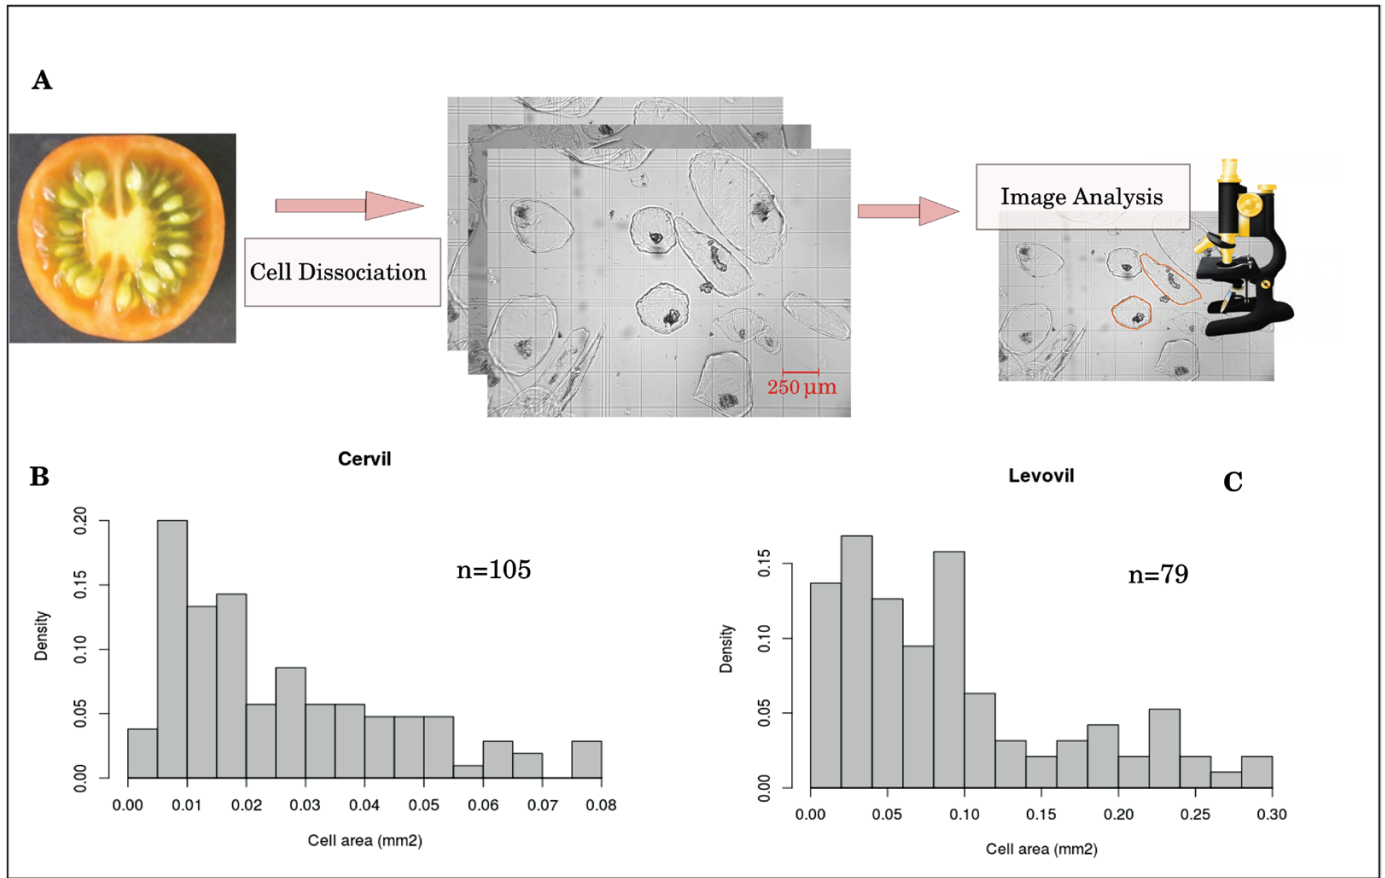 A
Cell Dissociation
250 µm
Image Analysis
B
Cervil
n=105
Density
0.00
0.05
0.10
0.15
0.20
0.00 0.01 0.02 0.03 0.04 0.05 0.06 0.07 0.08
Cell area (mm2)
Levovil
C
n=79
Density
0.00
0.05
0.10
0.15
0.00 0.05 0.10 0.15 0.20 0.25 0.30
Cell area (mm2)